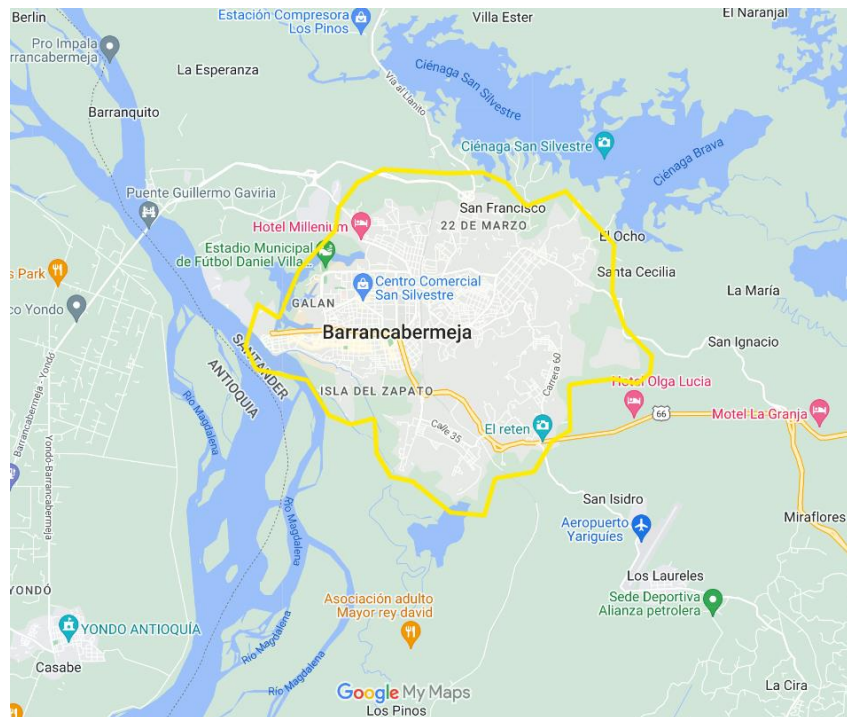 Berlin
Estación Compresora
Los Pinos
Villa Ester
El Naranjal
Pro Impala
rrancabermeja
La Esperanza
Vía al Llanito
Ciénaga San Silvestre
Barranquito
Ciénaga San Silvestre
Ciénaga Brava
Puente Guillermo Gaviria
San Francisco
22 DE MARZO
Hotel Millenium
El Ocho
Estadio Municipal
de Fútbol Daniel Villa...
s Park
Santa Cecilia
Centro Comercial
San Silvestre
La María
GALAN
co Yondo
Barrancabermeja
San Ignacio
SANTANDER
ANTIOQUIA
Barrancabermeja - Yondó
ISLA DEL ZAPATO
Carrera 60
Hotel Olga Lucia
Río Magdalena
66
Motel La Granja
Calle 35
El reten
Yondó-Barrancabermeja
Río Magdalena
San Isidro
Aeropuerto
Yariguíes
Miraflores
Los Laureles
YONDÓ
Asociación adulto
Mayor rey david
Sede Deportiva
Alianza petrolera
YONDO ANTIOQUÍA
Río Magdalena
Casabe
Río Magdalena
Google My Maps
La Cira
Los Pinos